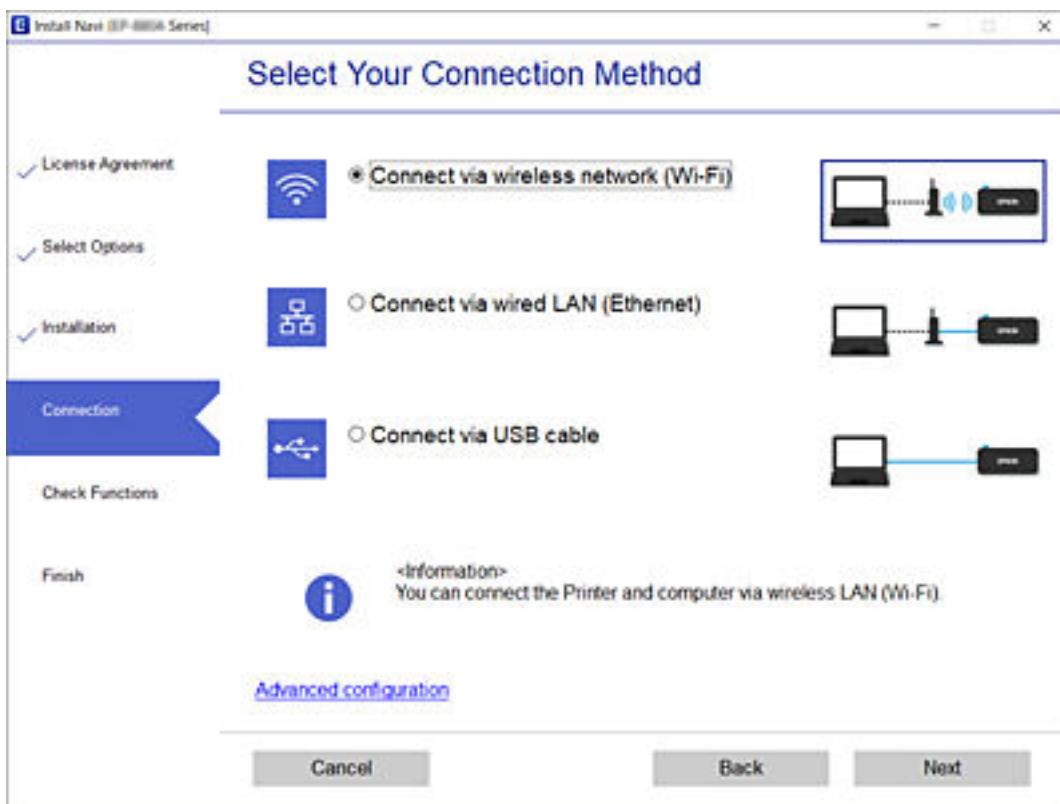 Install Navi Series]
Select Your Connection Method
License Agreement
Select Options
Installation
Connection
Check Functions
Finish
Connect via wireless network (Wi-Fi)
Connect via wired LAN (Ethernet)
Connect via USB cable
<Information>
You can connect the Printer and computer via wireless LAN (Wi-Fi).
Advanced configuration
Cancel
Back
Next